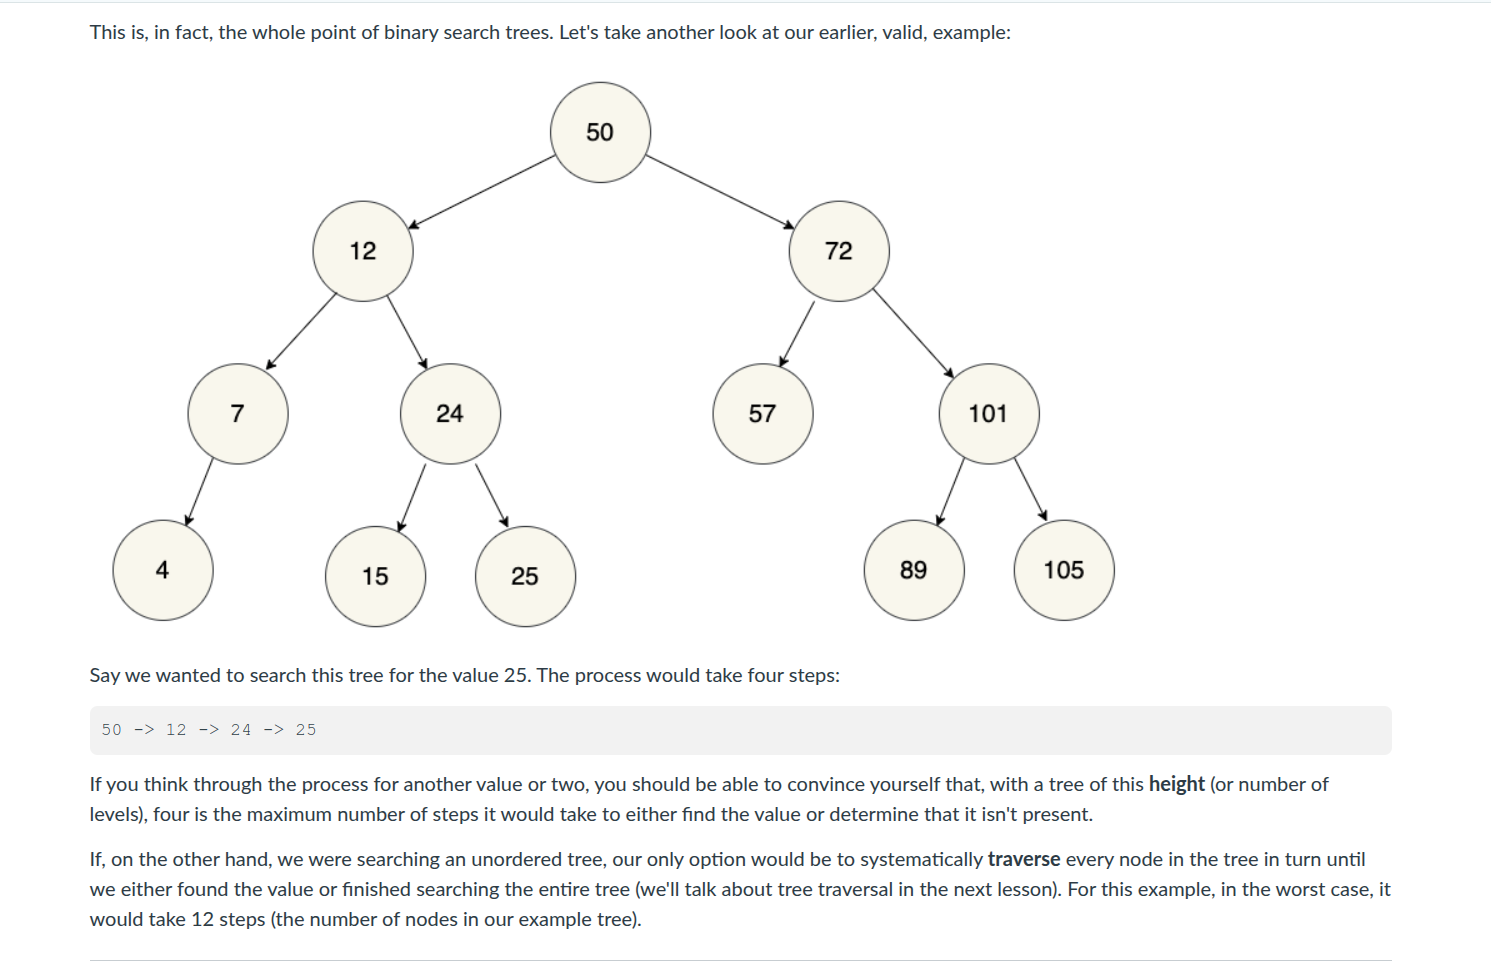 This is, in fact, the whole point of binary search trees. Let's take another look at our earlier, valid, example:
50
12
72
7
24
57
101
4
15
25
89
105
Say we wanted to search this tree for the value 25. The process would take four steps:
50 -> 12 -> 24 -> 25
If you think through the process for another value or two, you should be able to convince yourself that, with a tree of this height (or number of
levels), four is the maximum number of steps it would take to either find the value or determine that it isn't present.
If, on the other hand, we were searching an unordered tree, our only option would be to systematically traverse every node in the tree in turn until
we either found the value or finished searching the entire tree (we'll talk about tree traversal in the next lesson). For this example, in the worst case, it
would take 12 steps (the number of nodes in our example tree).